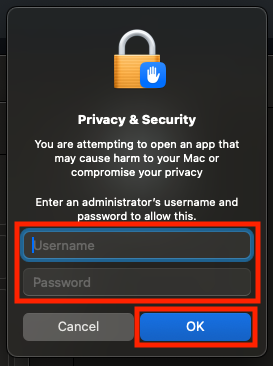 Privacy & Security
You are attempting to open an app that
may cause harm to your Mac or
compromise your privacy
Enter an administrator's username and
password to allow this.
Username
Password
Cancel
OK